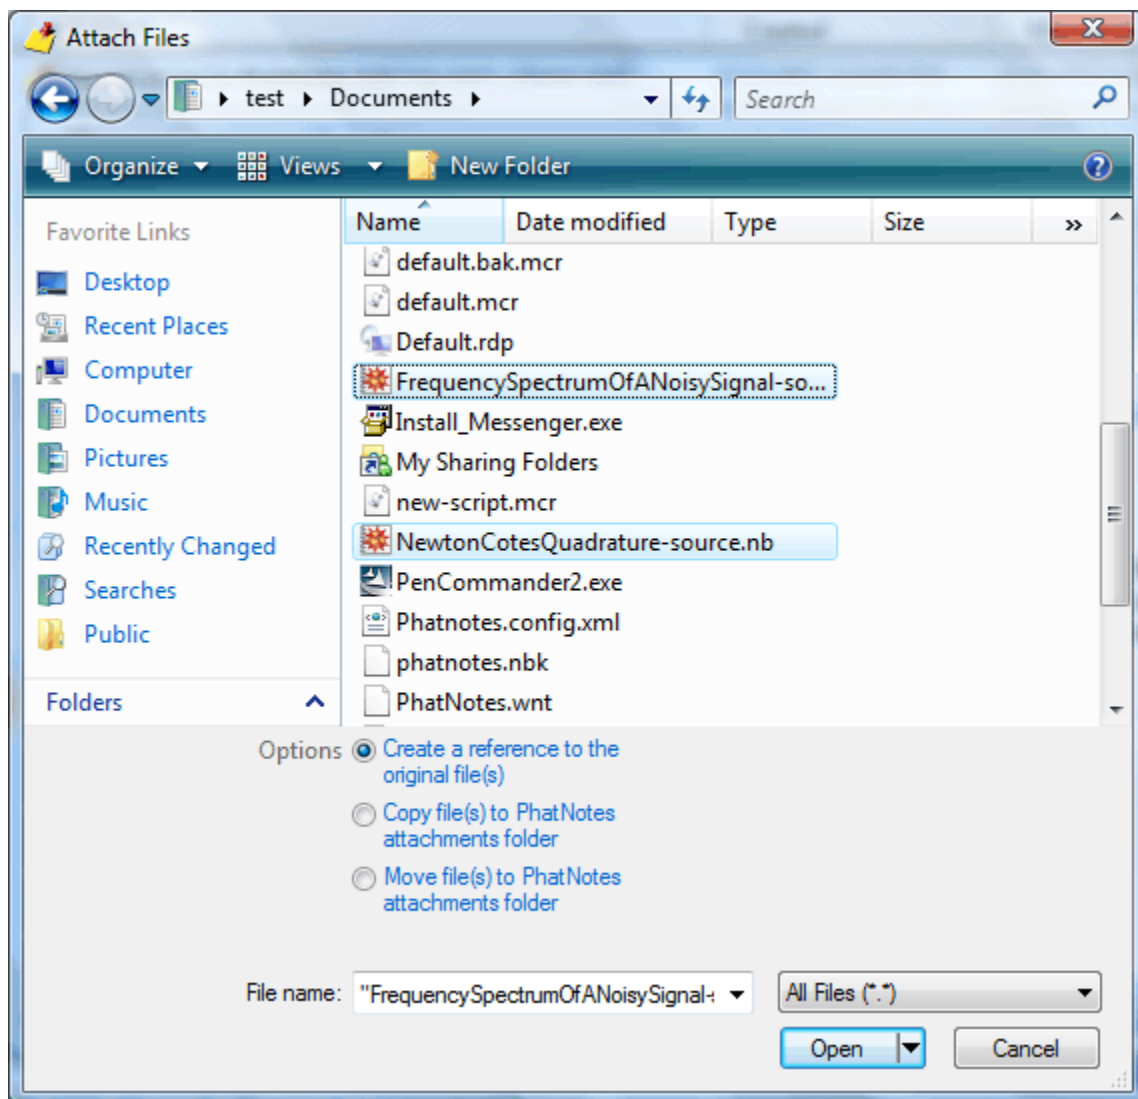 Attach Files
test Documents
Search
Organize Views New Folder
Favorite Links
Desktop
Recent Places
Computer
Documents
Pictures
Music
Recently Changed
Searches
Public
Folders
Name Date modified Type Size »
default.bak.mcr
default.mcr
Default.rdp
FrequencySpectrumOfANoisySignal-so...
Install_Messenger.exe
My Sharing Folders
new-script.mcr
NewtonCotesQuadrature-source.nb
PenCommander2.exe
Phatnotes.config.xml
phatnotes.nbk
PhatNotes.wnt
Options
Create a reference to the
original file(s)
Copy file(s) to PhatNotes
attachments folder
Move file(s) to PhatNotes
attachments folder
File name: "FrequencySpectrumOfANoisySignal- All Files (*.*)
Open Cancel